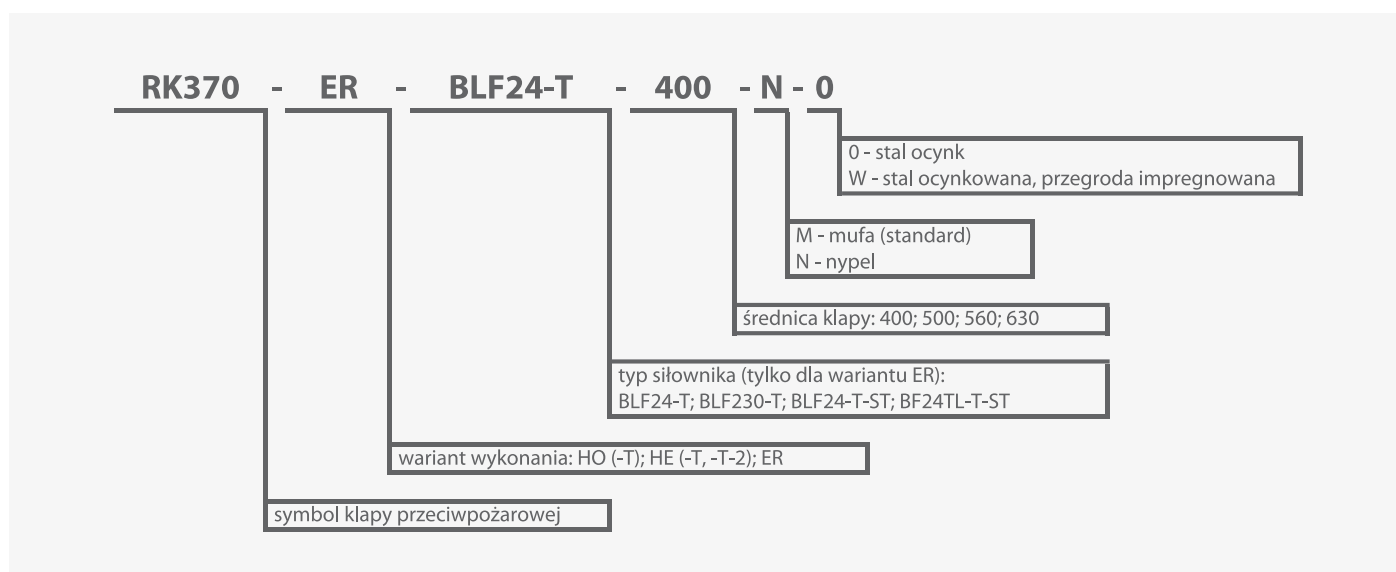 RK370 - ER - BLF24-T - 400 - N - 0
0 - stal ocynk
W - stal ocynkowana, przegroda impregnowana
M - mufa (standard)
N - nypel
średnica klapy: 400; 500; 560; 630
typ siłownika (tylko dla wariantu ER):
BLF24-T; BLF230-T; BLF24-T-ST; BF24TL-T-ST
wariant wykonania: HO (-T); HE (-T, -T-2); ER
symbol klapy przeciwpożarowej